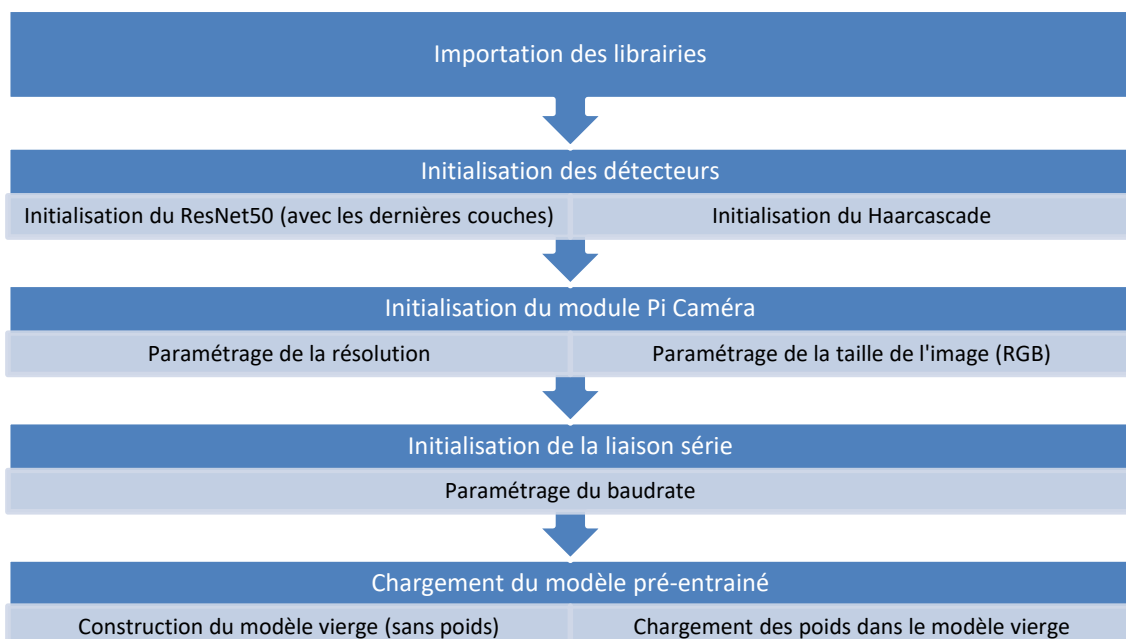 Importation des librairies
Initialisation des détecteurs
Initialisation du ResNet50 (avec les dernières couches)
Initialisation du Haarcascade
Initialisation du module Pi Caméra
Paramétrage de la résolution
Paramétrage de la taille de l'image (RGB)
Initialisation de la liaison série
Paramétrage du baudrate
Chargement du modèle pré-entrainé
Construction du modèle vierge (sans poids)
Chargement des poids dans le modèle vierge